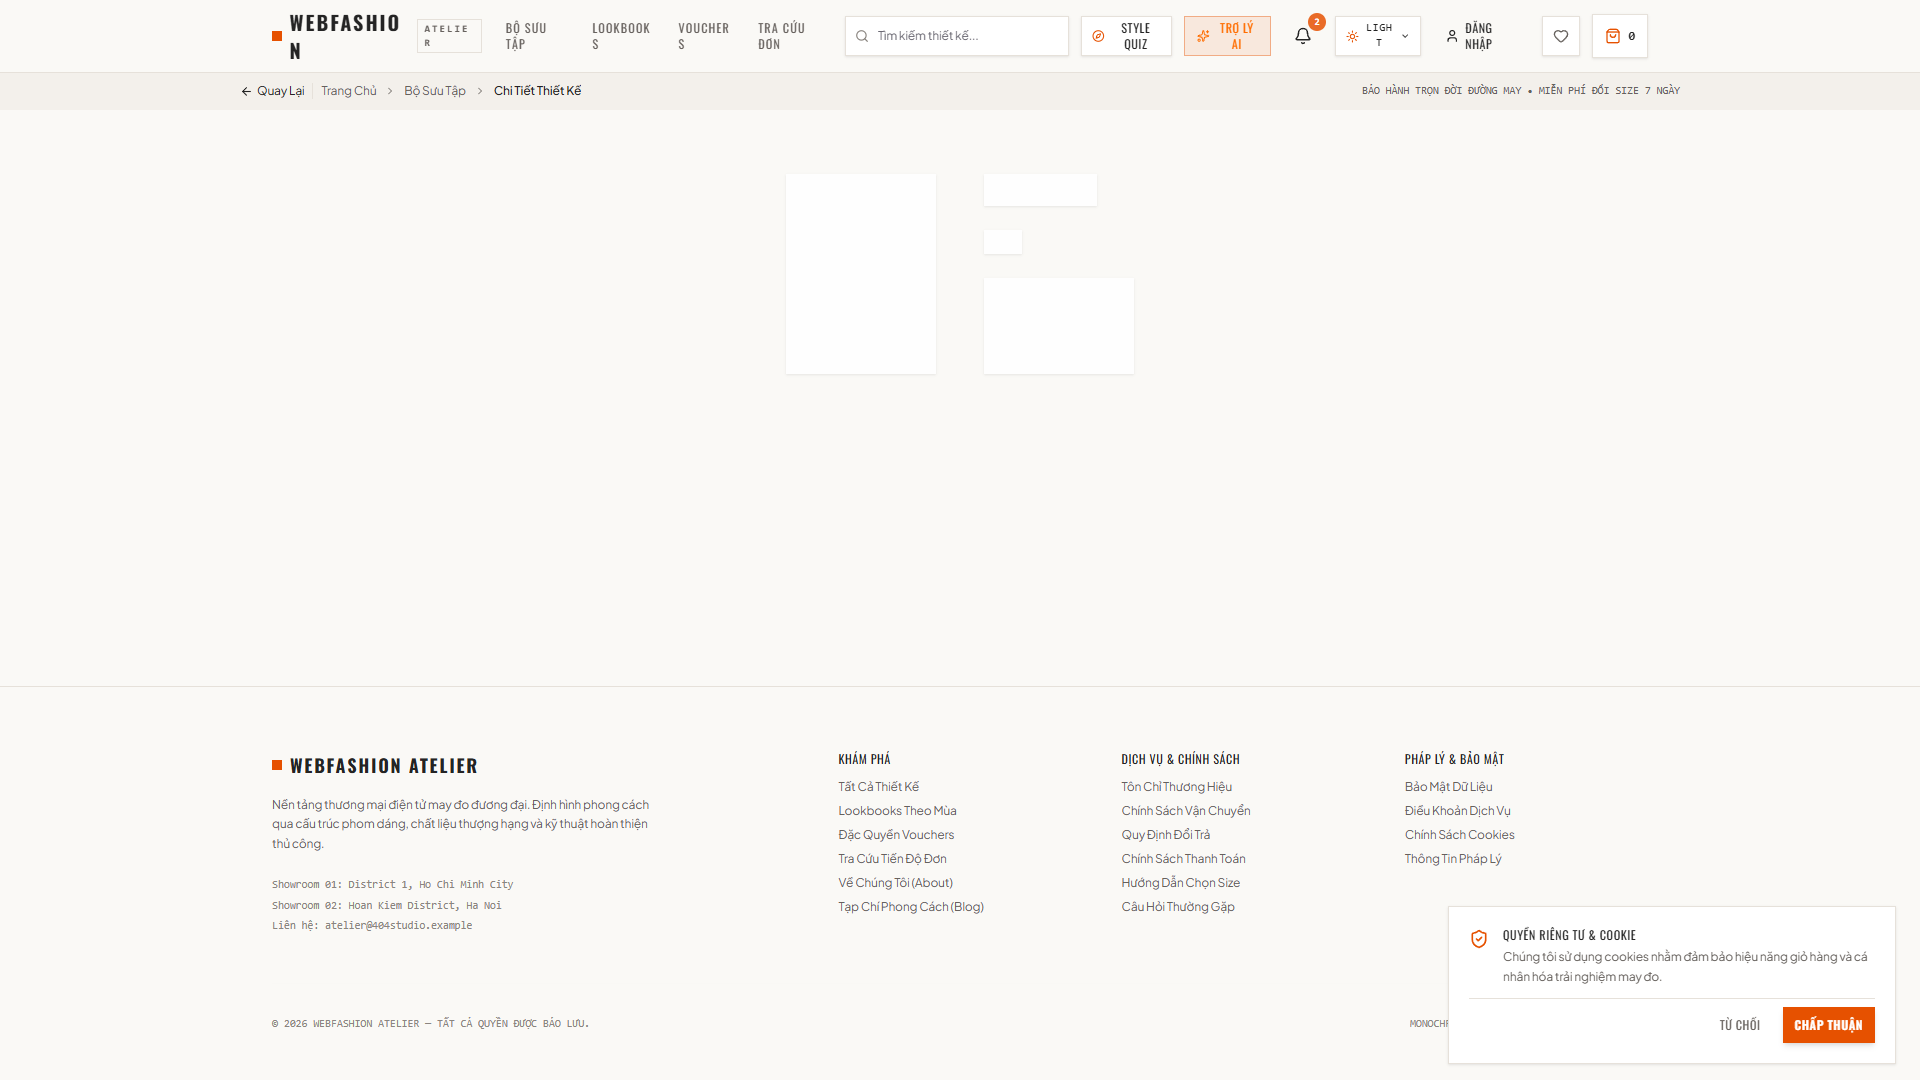 WEBFASHIO
N
ATELIE
R
BỘ SƯU
TẬP
LOOKBOOK
S
VOUCHER
S
TRA CỨU
ĐƠN
Tìm kiếm thiết kế...
STYLE
QUIZ
TRỢ LÝ
AI
2
LIGH
T
ĐĂNG
NHẬP
0
Quay Lại
Trang Chủ
Bộ Sưu Tập
Chi Tiết Thiết Kế
BẢO HÀNH TRỌN ĐỜI ĐƯỜNG MAY • MIỄN PHÍ ĐỔI SIZE 7 NGÀY
WEBFASHION ATELIER
Nền tảng thương mại điện tử may đo đương đại. Định hình phong cách
qua cấu trúc phom dáng, chất liệu thượng hạng và kỹ thuật hoàn thiện
thủ công.
Showroom 01: District 1, Ho Chi Minh City
Showroom 02: Hoan Kiem District, Ha Noi
Liên hệ: atelier@404studio.example
KHÁM PHÁ
Tất Cả Thiết Kế
Lookbooks Theo Mùa
Đặc Quyền Vouchers
Tra Cứu Tiến Độ Đơn
Về Chúng Tôi (About)
Tạp Chí Phong Cách (Blog)
DỊCH VỤ & CHÍNH SÁCH
Tôn Chỉ Thương Hiệu
Chính Sách Vận Chuyển
Quy Định Đổi Trả
Chính Sách Thanh Toán
Hướng Dẫn Chọn Size
Câu Hỏi Thường Gặp
PHÁP LÝ & BẢO MẬT
Bảo Mật Dữ Liệu
Điều Khoản Dịch Vụ
Chính Sách Cookies
Thông Tin Pháp Lý
QUYỀN RIÊNG TƯ & COOKIE
Chúng tôi sử dụng cookies nhằm đảm bảo hiệu năng giỏ hàng và cá
nhân hóa trải nghiệm may đo.
TỪ CHỐI
CHẤP THUẬN
© 2026 WEBFASHION ATELIER — TẤT CẢ QUYỀN ĐƯỢC BẢO LƯU.